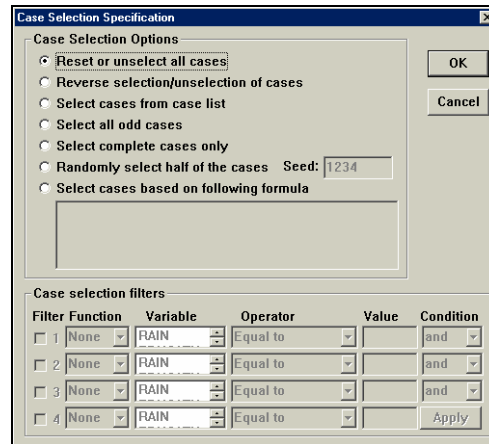 Case Selection Specification
Case Selection Options
Reset or unselect all cases
Reverse selection/unselection of cases
Select cases from case list
Select all odd cases
Select complete cases only
Randomly select half of the cases Seed: 1234
Select cases based on following formula
OK
Cancel
Case selection filters
Filter Function Variable Operator Value Condition
1 None RAIN Equal to and
2 None RAIN Equal to and
3 None RAIN Equal to and
4 None RAIN Equal to Apply